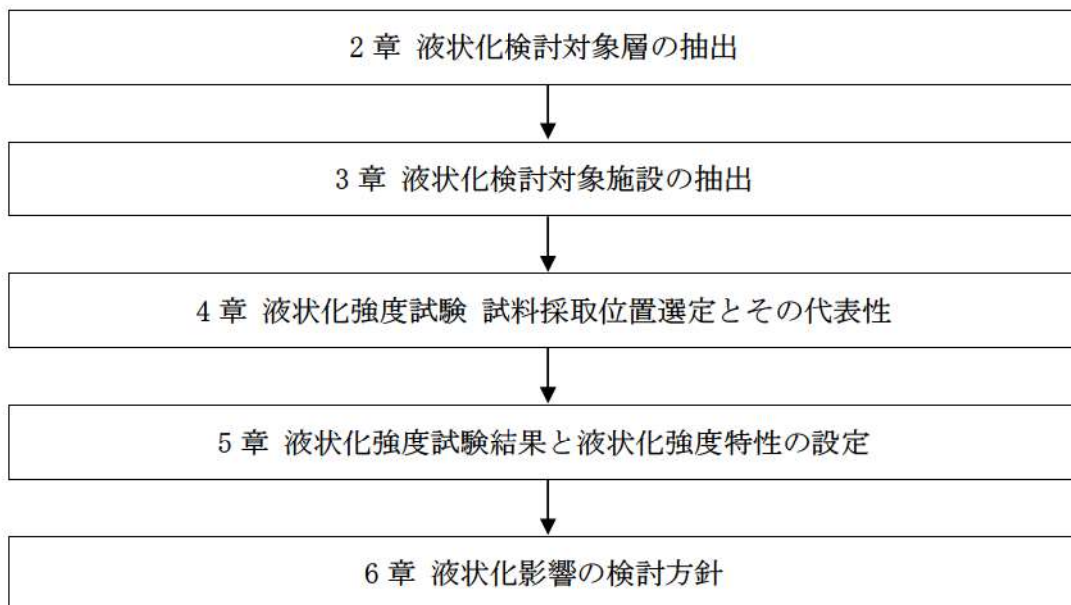 2 章 液状化検討対象層の抽出
3 章 液状化検討対象施設の抽出
4 章 液状化強度試験 試料採取位置選定とその代表性
5 章 液状化強度試験結果と液状化強度特性の設定
6 章 液状化影響の検討方針